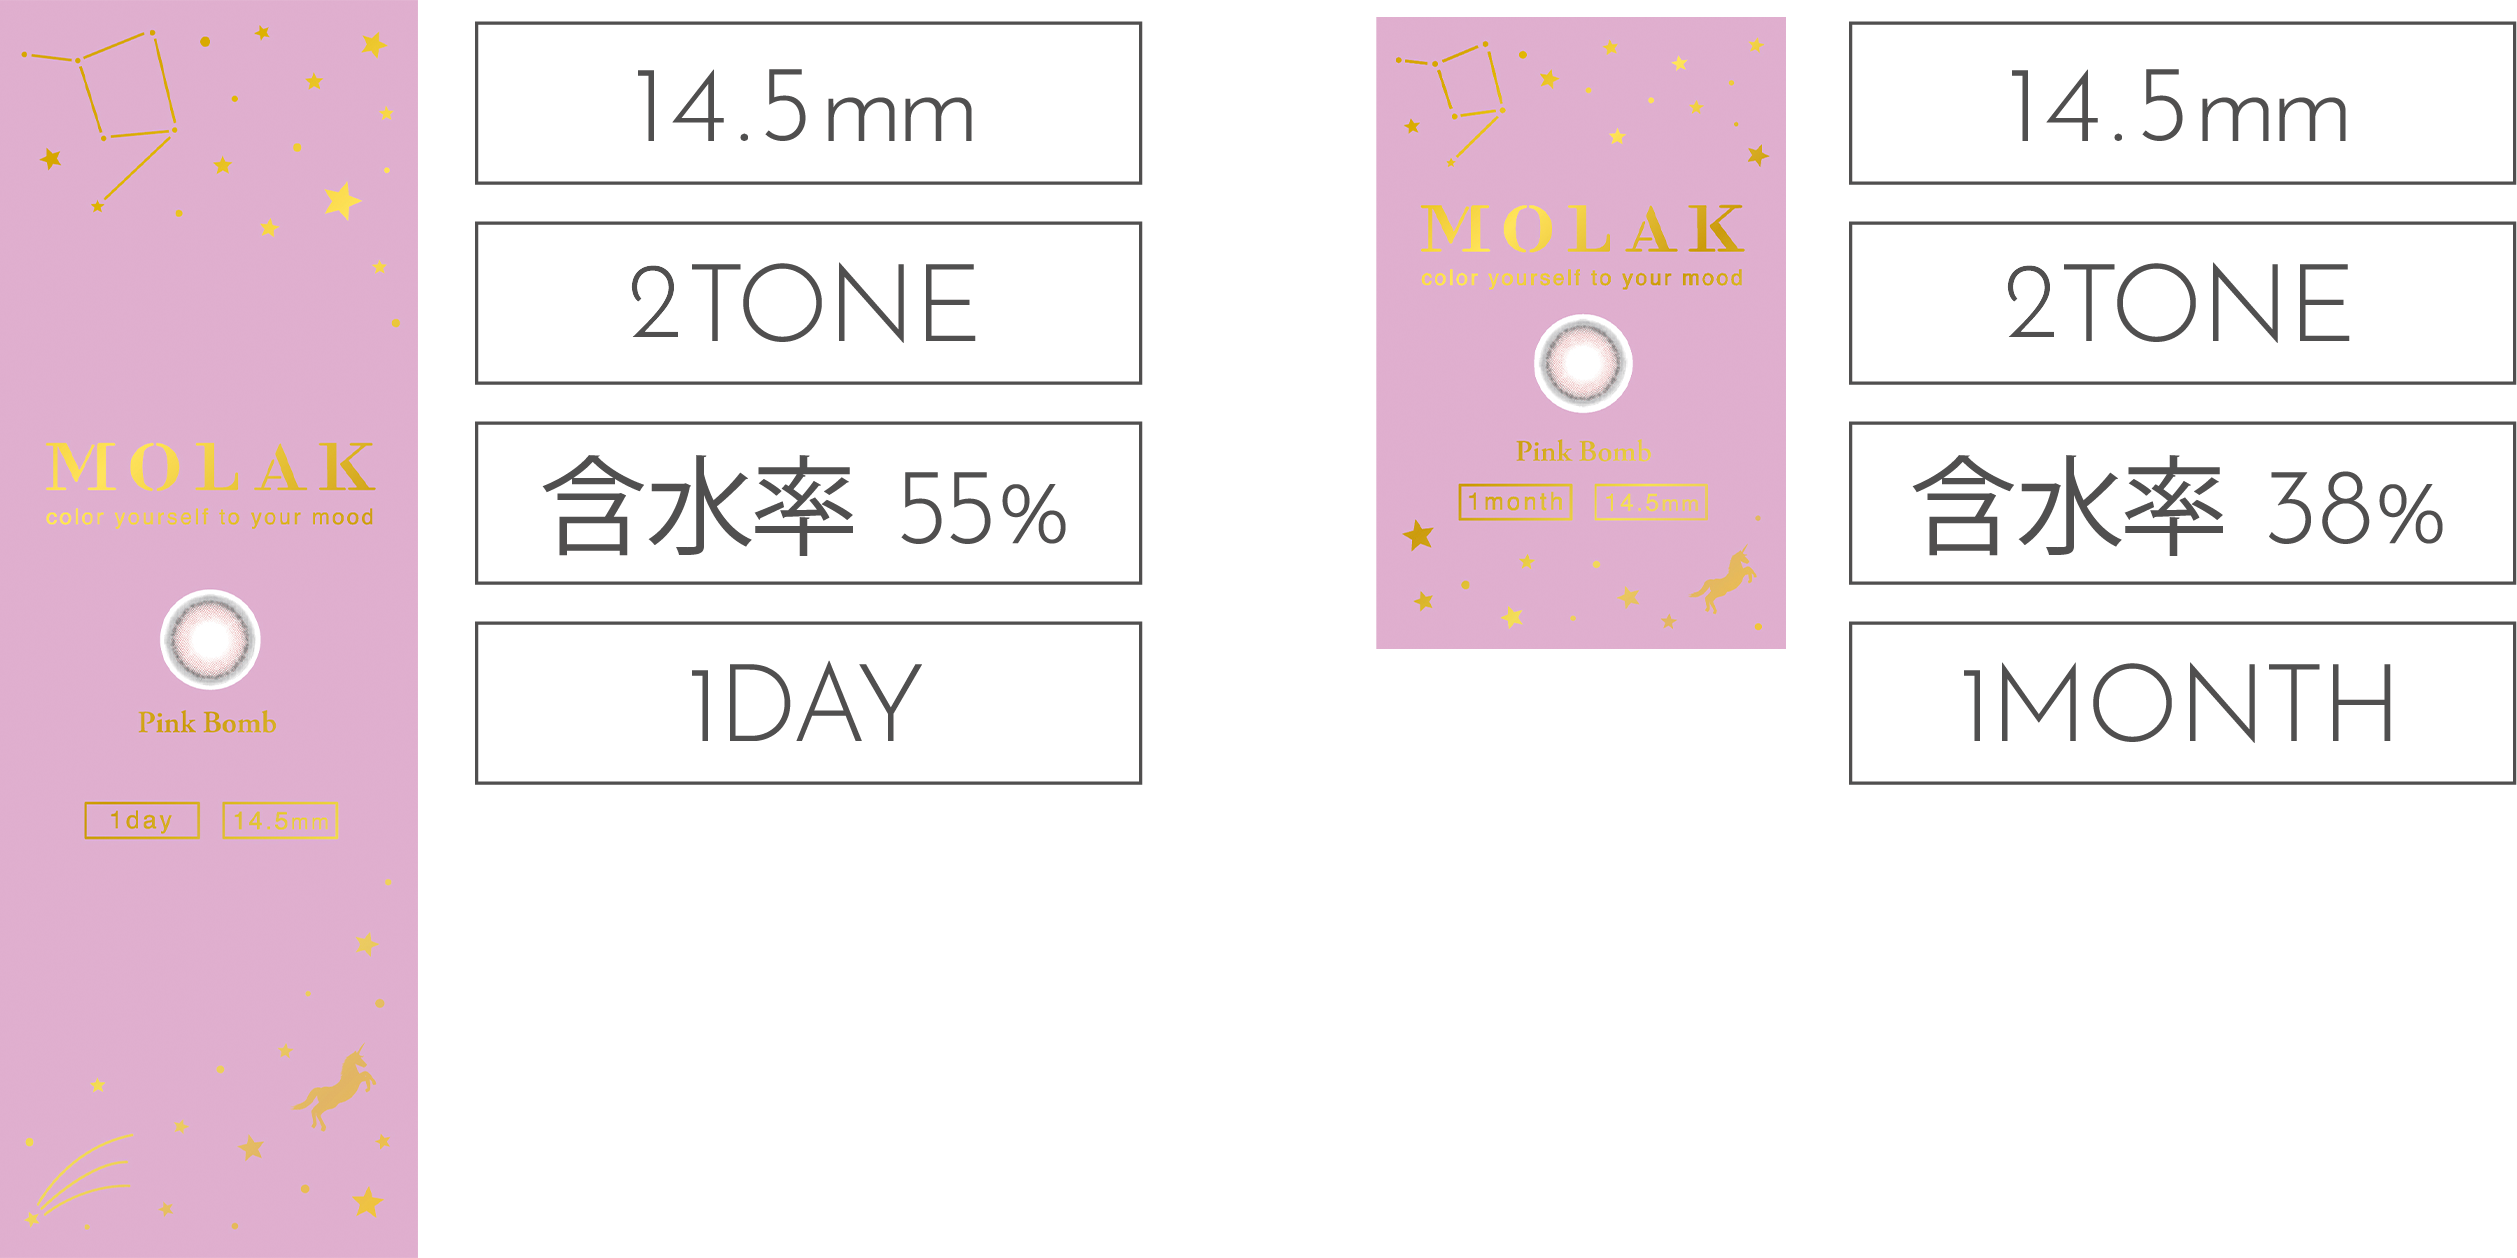 MOLAK
color yourself to your mood
Pink Bomb
1day
14.5mm
14.5mm
2TONE
含水率 55%
1DAY
MOLAK
color yourself to your mood
Pink Bomb
1month
14.5mm
14.5mm
2TONE
含水率 38%
1MONTH